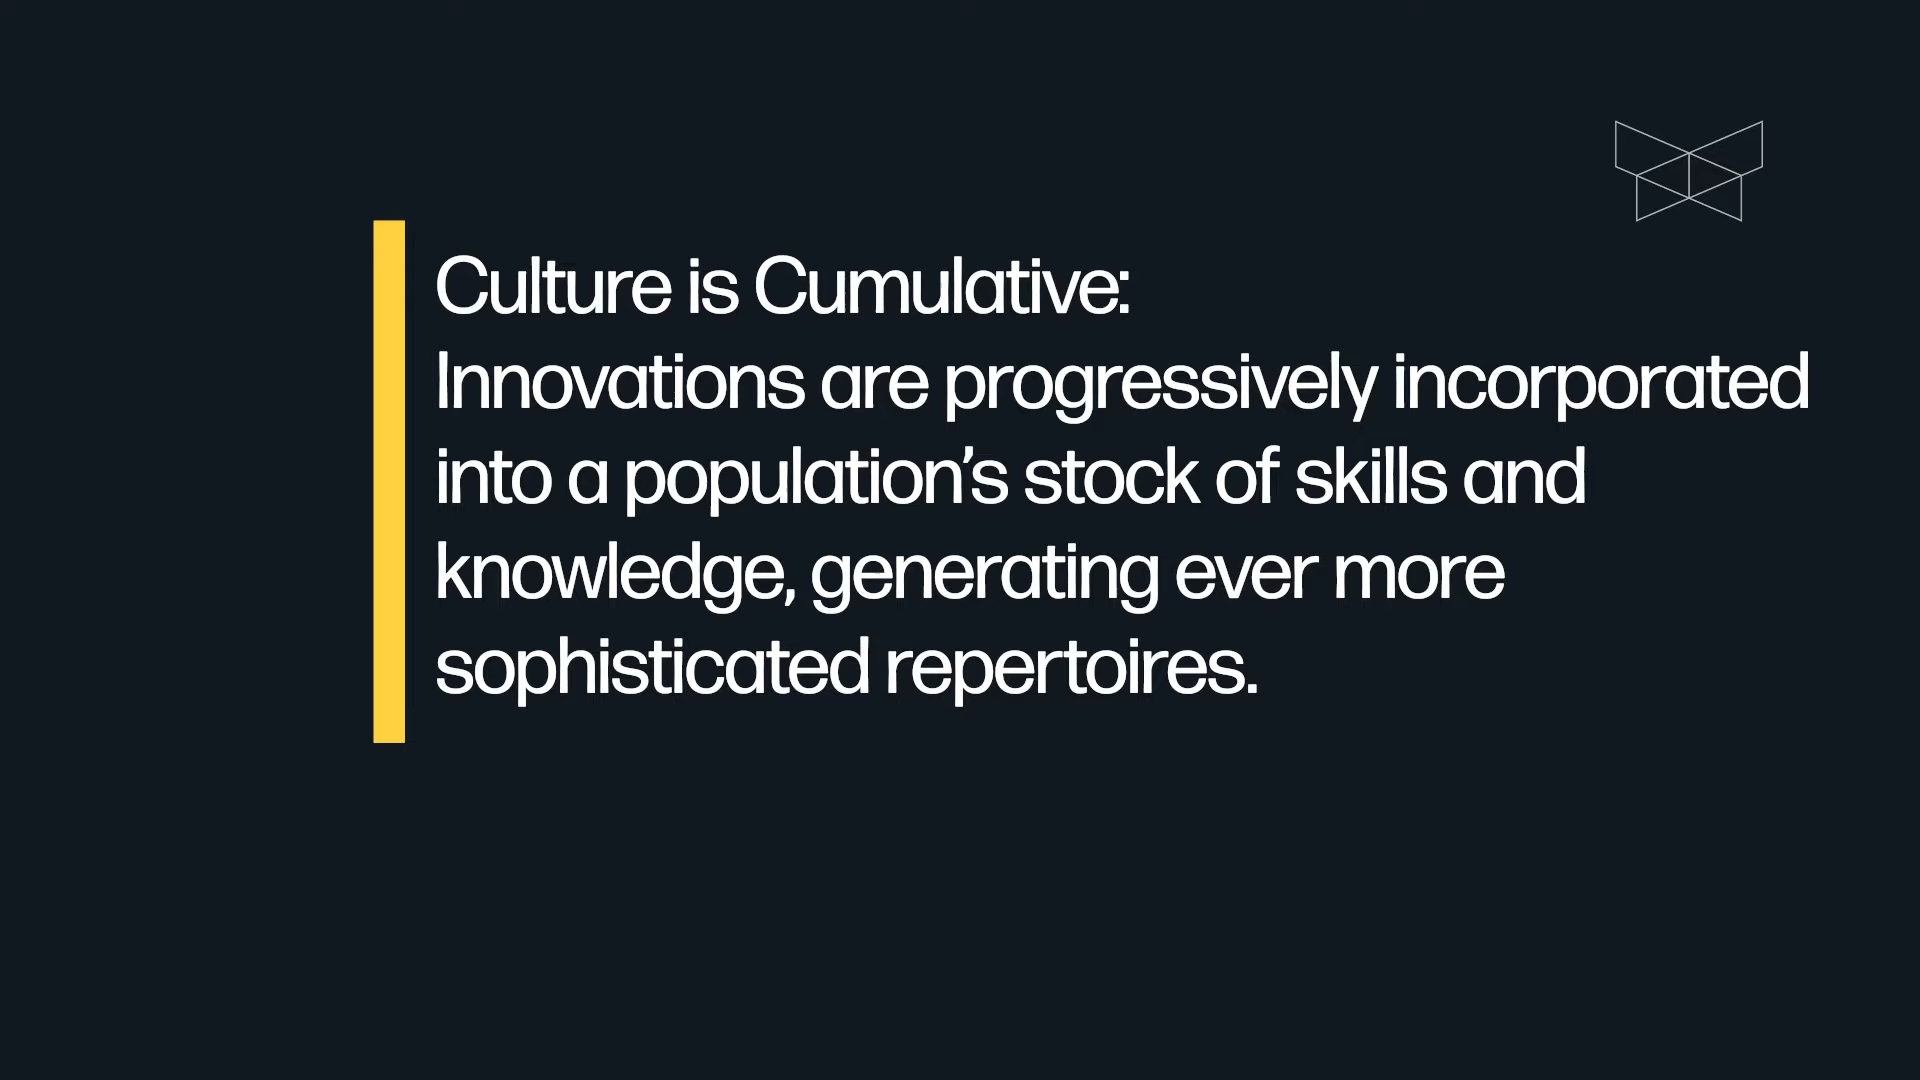 Culture is Cumulative:
Innovations are progressively incorporated
into a population’s stock of skills and
knowledge, generating ever more
sophisticated repertoires.